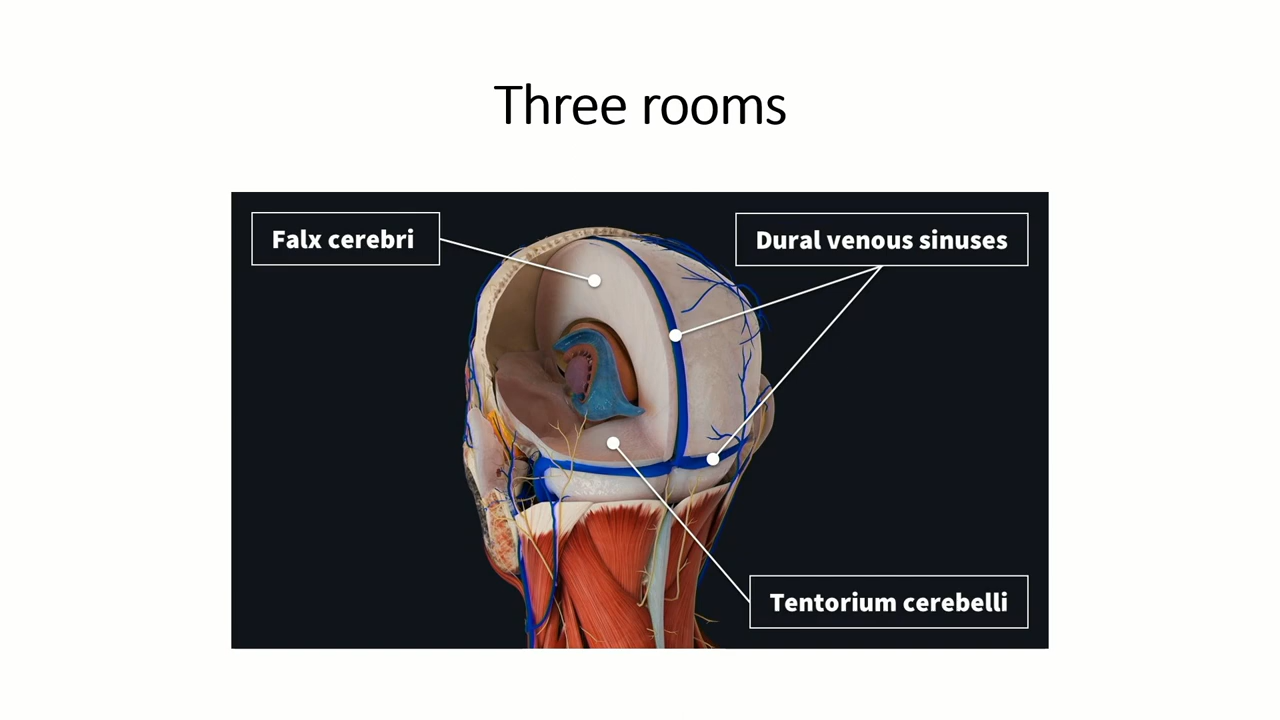 Three rooms
Falx cerebri
Dural venous sinuses
Tentorium cerebelli